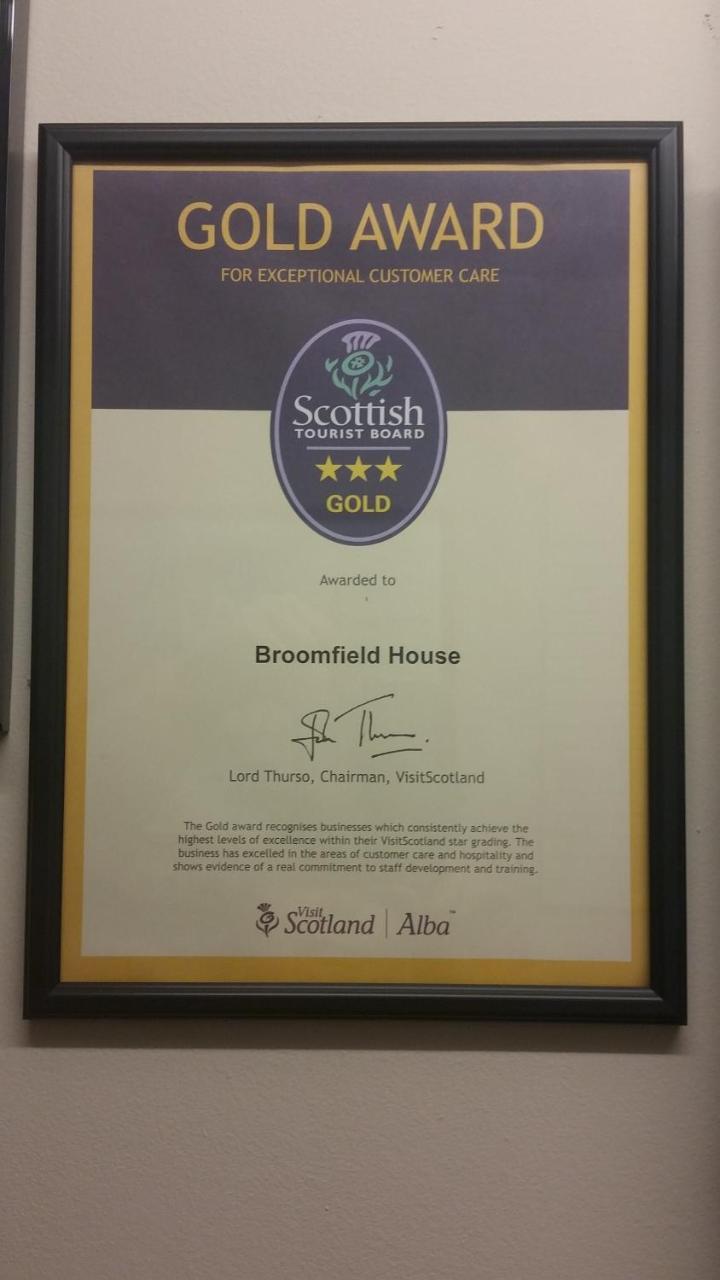 GOLD AWARD
FOR EXCEPTIONAL CUSTOMER CARE
Scottish
TOURIST BOARD
GOLD
Awarded to
Broomfield House
John Thurso.
Lord Thurso, Chairman, VisitScotland
The Gold award recognises businesses which consistently achieve the
highest levels of excellence within their VisitScotland star grading. The
business has excelled in the areas of customer care and hospitality and
shows evidence of a real commitment to staff development and training.
Visit
Scotland | Alba™